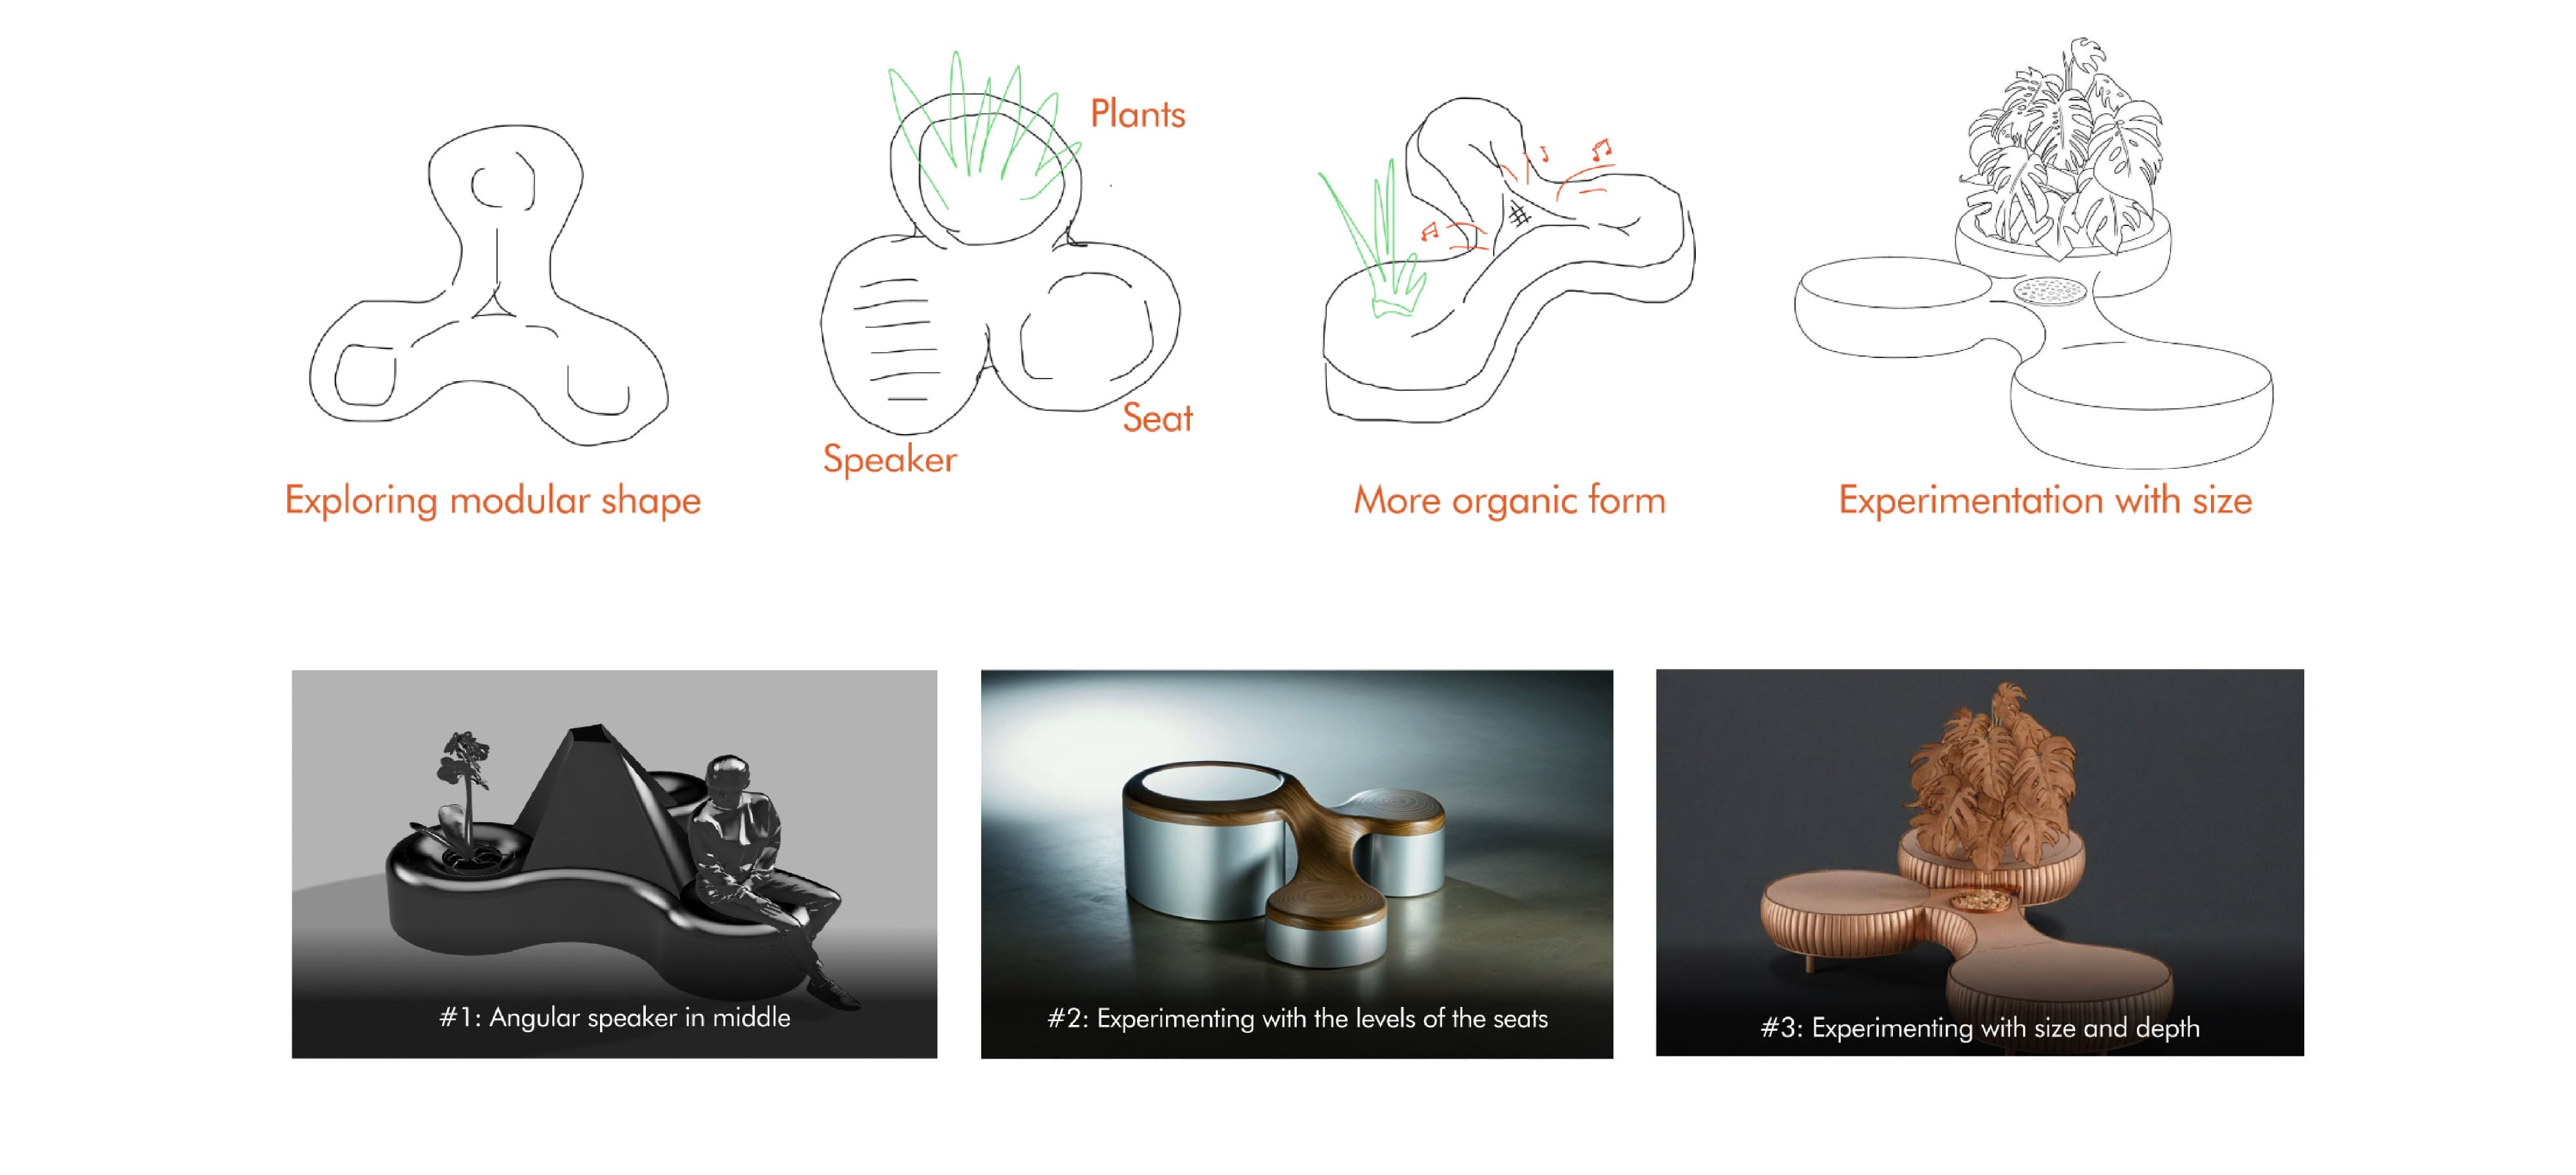 Plants
Seat
Speaker
Exploring modular shape
More organic form
Experimentation with size
#1: Angular speaker in middle
#2: Experimenting with the levels of the seats
#3: Experimenting with size and depth